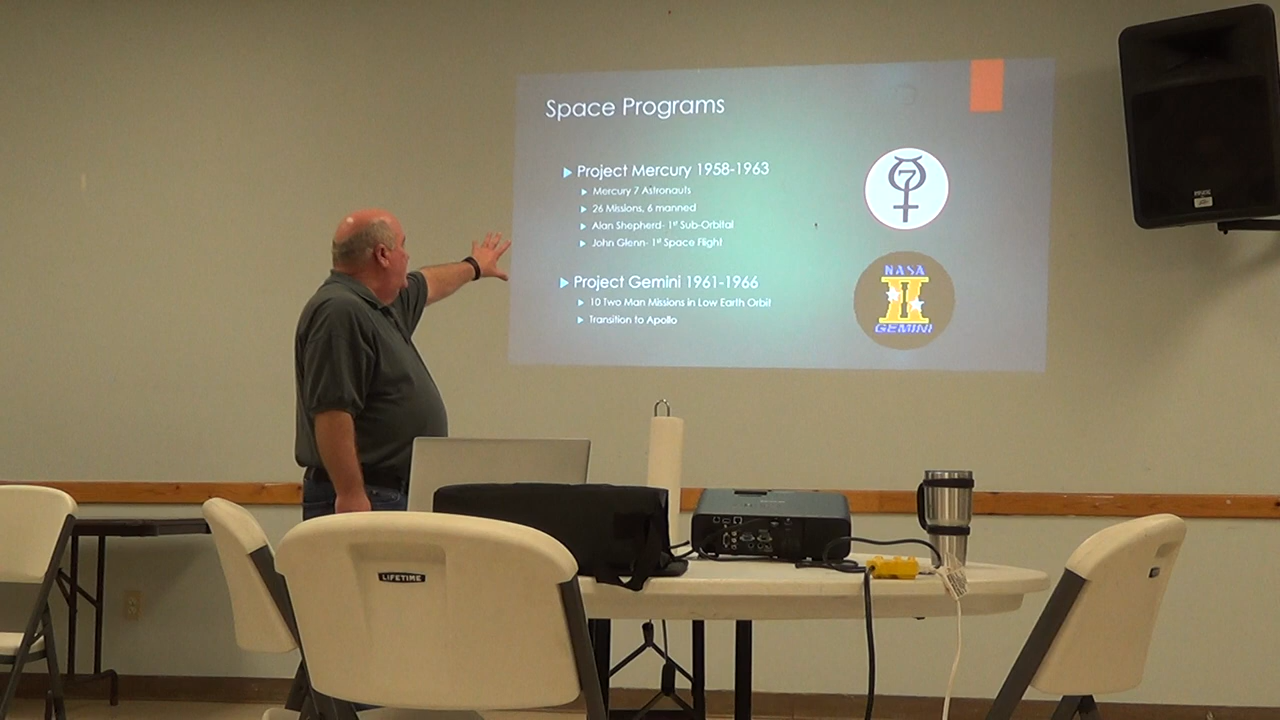 Space Programs
Project Mercury 1958-1963
Mercury 7 Astronauts
26 Missions, 6 manned
Alan Shepherd- 1st Sub-Orbital
John Glenn- 1st Space Flight
7
Project Gemini 1961-1966
10 Two Man Missions in Low Earth Orbit
Transition to Apollo
NASA
GEMINI
LIFETIME